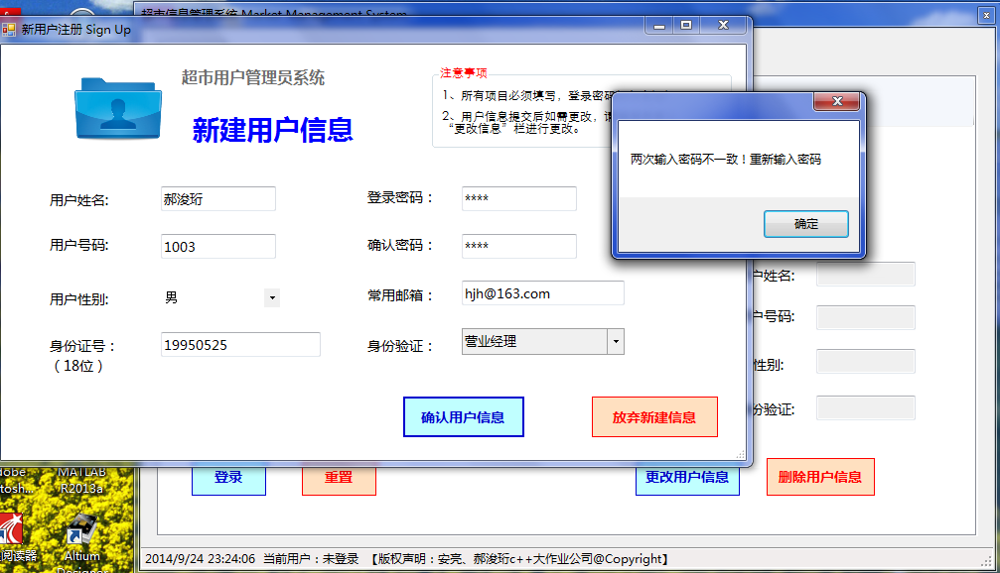 超市信息管理系统 Market Management System
新用户注册 Sign Up
超市用户管理员系统
新建用户信息
注意事项
1、所有项目必须填写，登录密码
2、用户信息提交后如需更改，请
“更改信息”栏进行更改。
两次输入密码不一致！重新输入密码
确定
用户姓名:
郝浚珩
登录密码：
****
用户号码:
1003
确认密码：
****
用户性别:
男
常用邮箱：
hjh@163.com
身份证号：
（18位）
19950525
身份验证：
营业经理
确认用户信息
放弃新建信息
户姓名:
户号码:
性别:
份验证:
登录
重置
更改用户信息
删除用户信息
dobe
tosh...
MATLAB
R2013a
阅读器
Altium
Designer
2014/9/24 23:24:06 当前用户：未登录 【版权声明：安亮、郝浚珩c++大作业公司@Copyright】